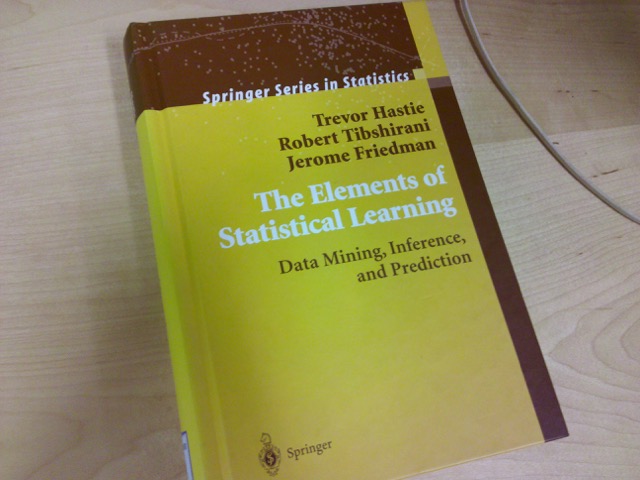 Springer Series in Statistics
Trevor Hastie
Robert Tibshirani
Jerome Friedman
The Elements of
Statistical Learning
Data Mining, Inference,
and Prediction
Springer